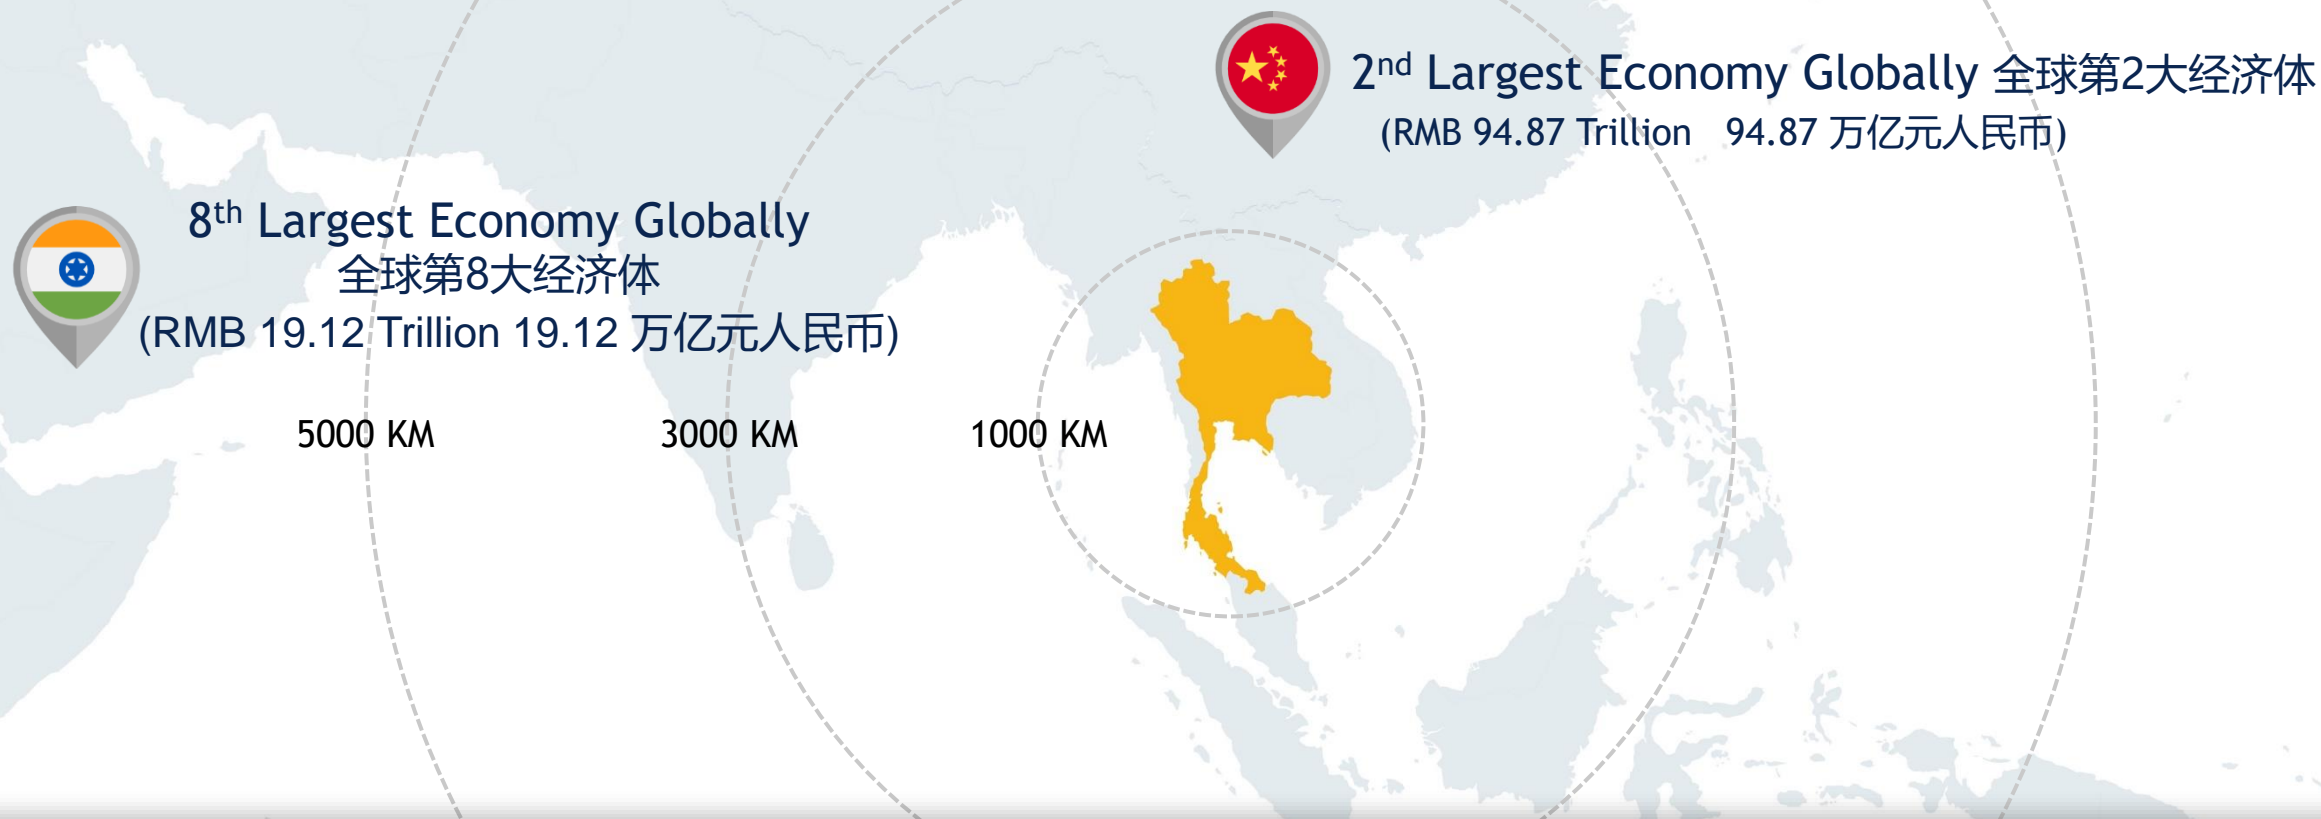 2nd Largest Economy Globally 全球第2大经济体
(RMB 94.87 Trillion 94.87 万亿元人民币)
8th Largest Economy Globally
全球第8大经济体
(RMB 19.12 Trillion 19.12 万亿元人民币)
5000 KM 3000 KM 1000 KM